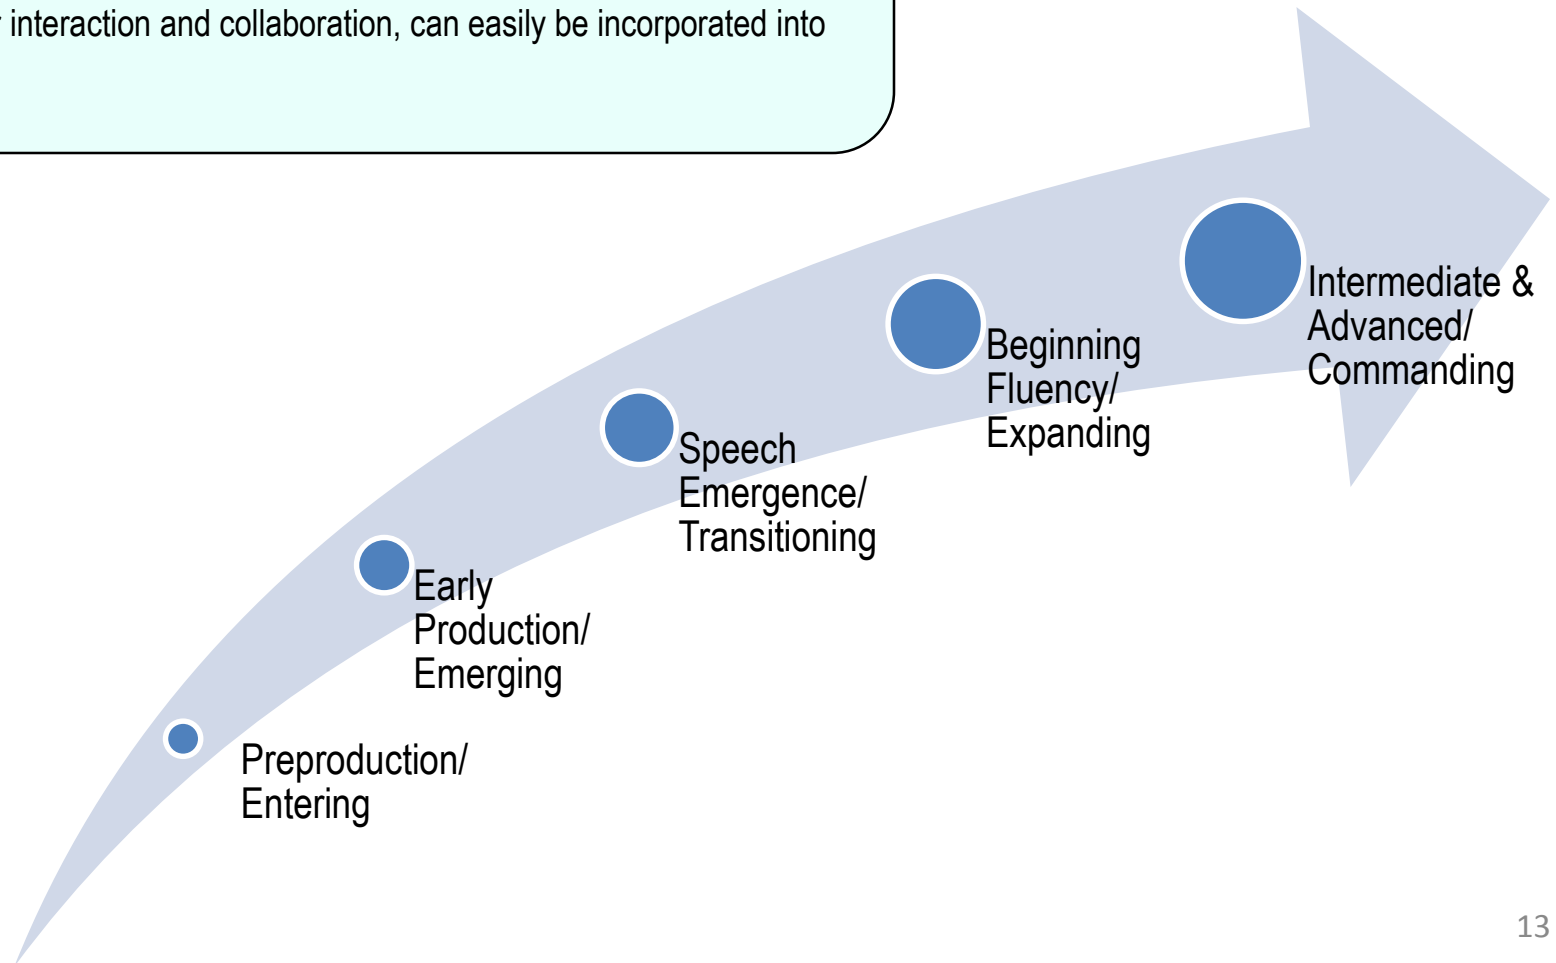 interaction and collaboration, can easily be incorporated into
Intermediate &
Advanced/
Commanding
Beginning
Fluency/
Expanding
Speech
Emergence/
Transitioning
Early
Production/
Emerging
Preproduction/
Entering
13